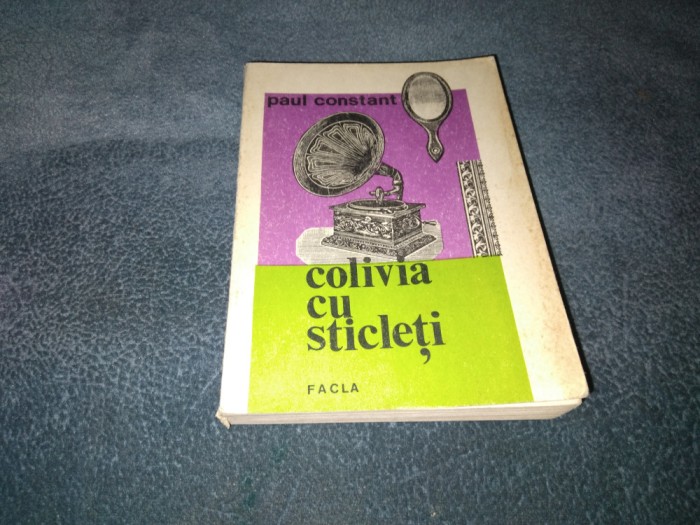 paul constant
colivia
cu
sticleți
FACLA